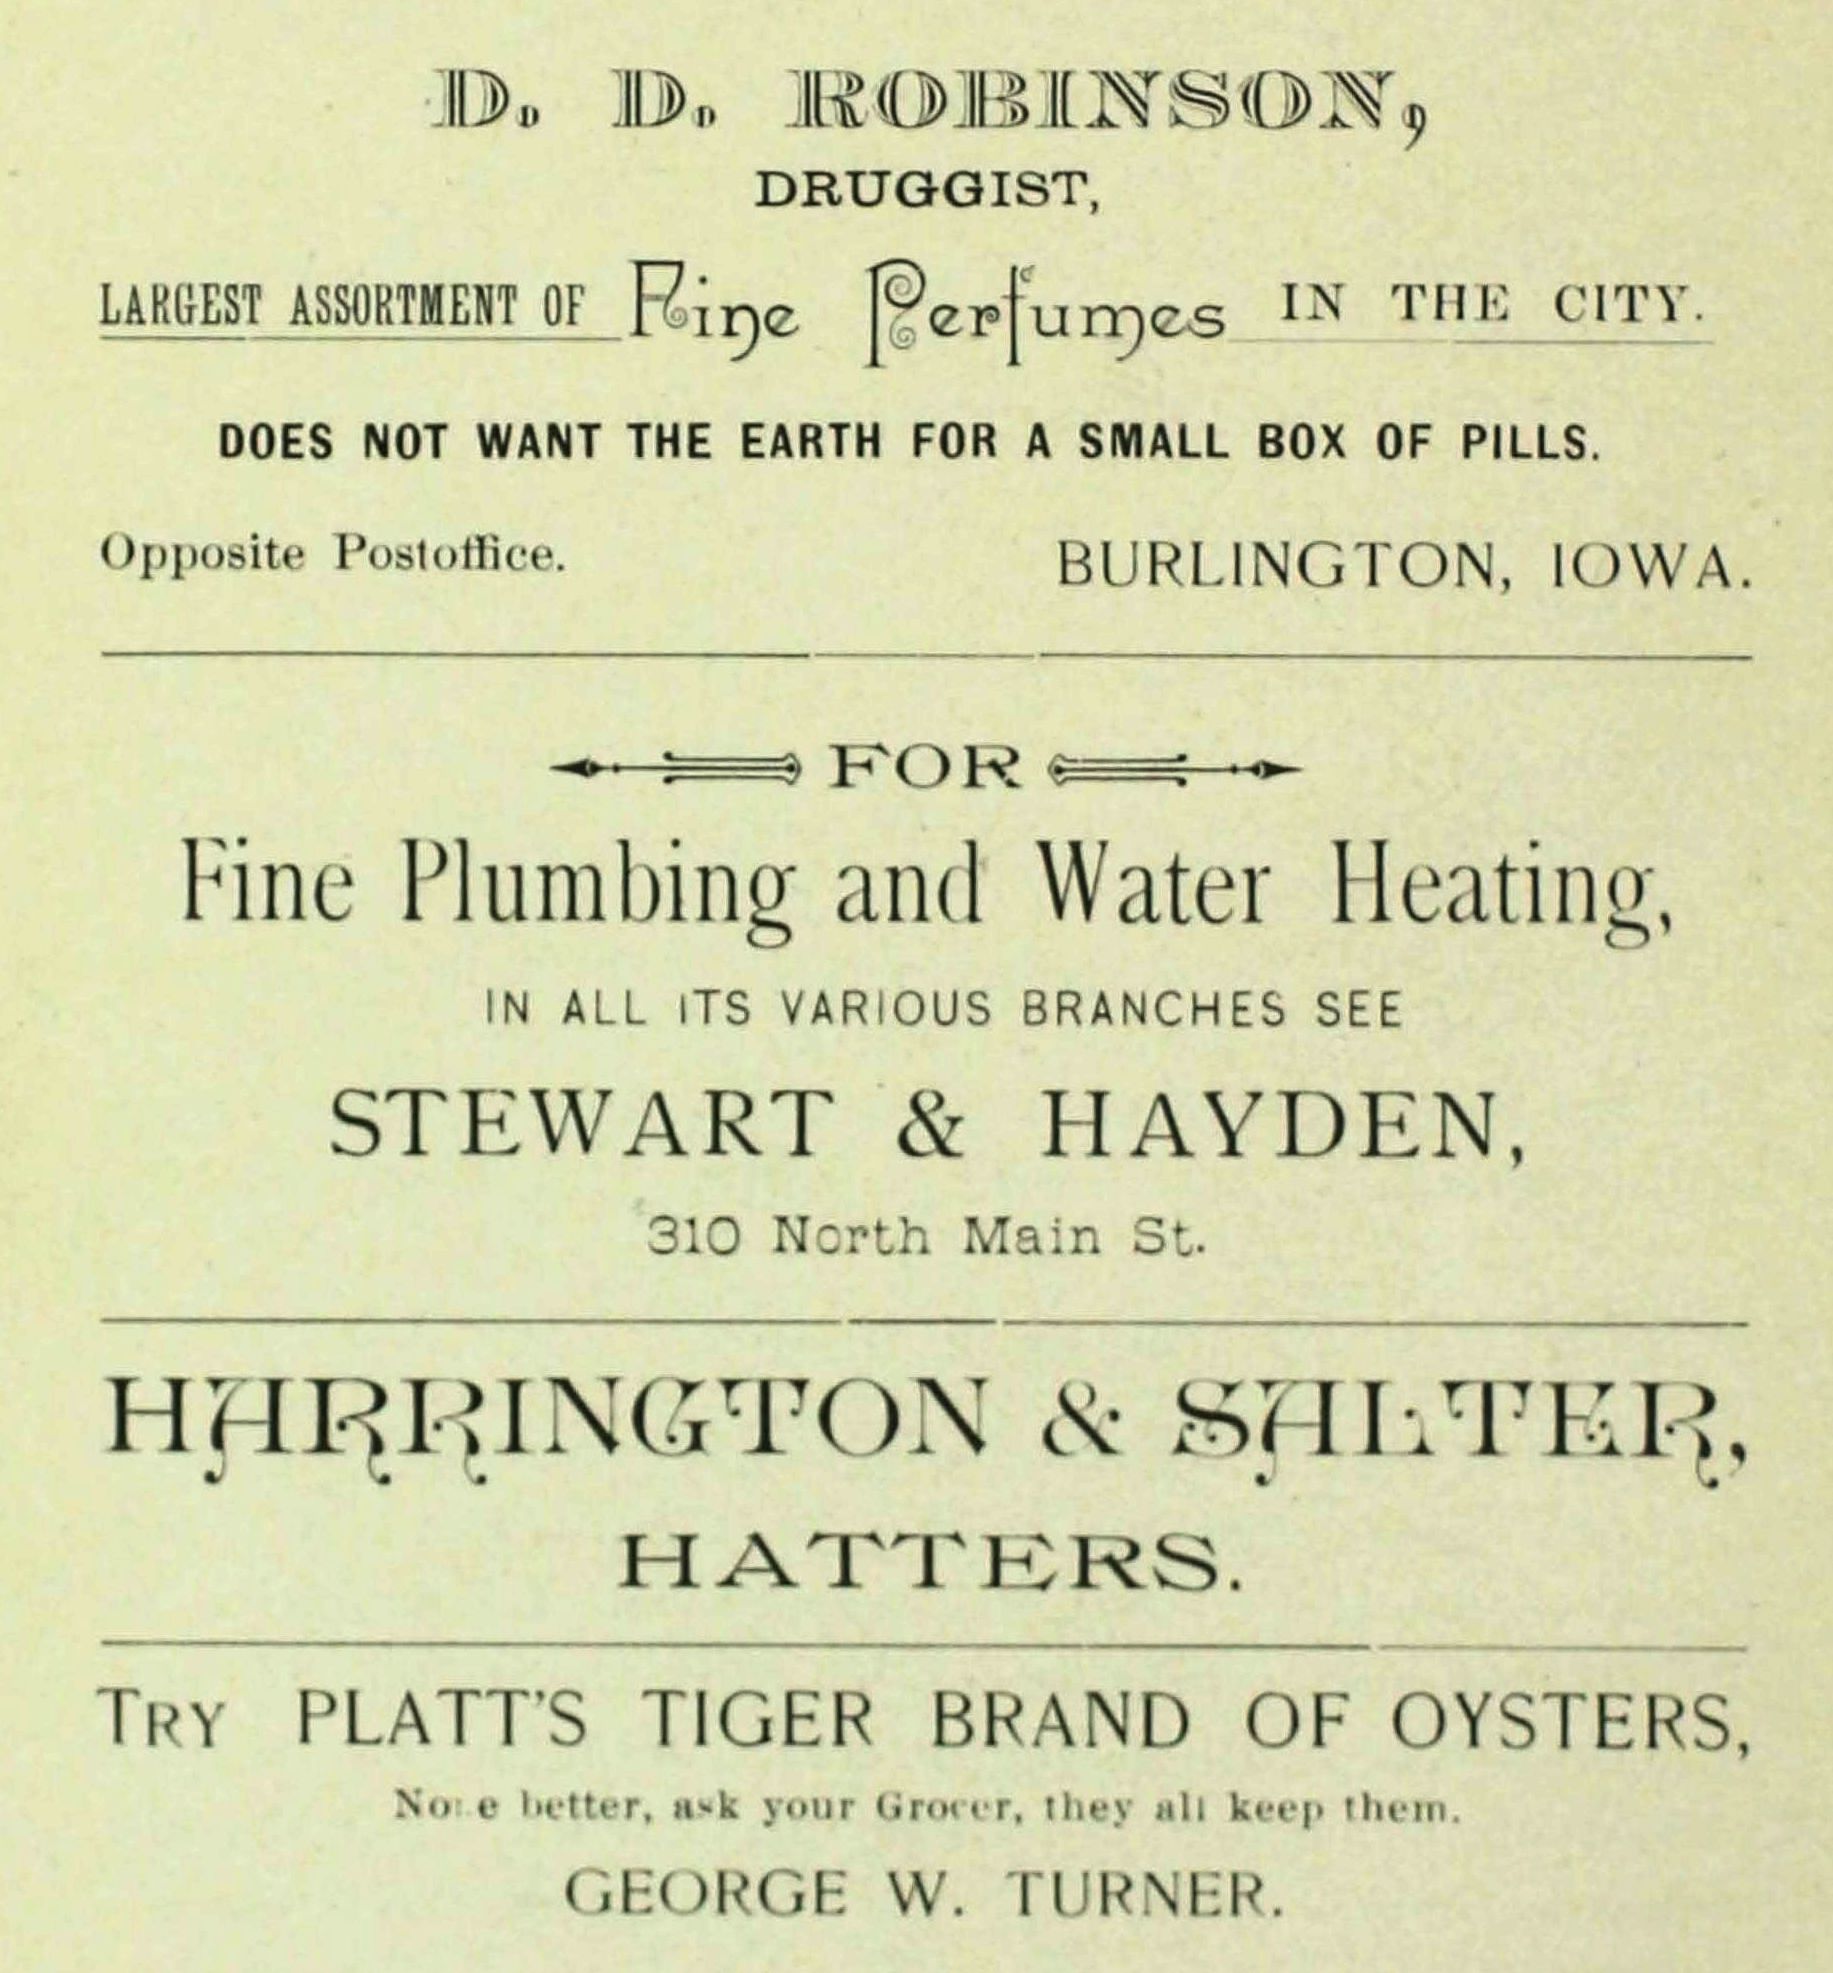 D. D. ROBINSON,
DRUGGIST,
LARGEST ASSORTMENT OF Fine Perfumes IN THE CITY.
DOES NOT WANT THE EARTH FOR A SMALL BOX OF PILLS.
Opposite Postoffice. BURLINGTON, IOWA.
FOR
Fine Plumbing and Water Heating,
IN ALL ITS VARIOUS BRANCHES SEE
STEWART & HAYDEN,
310 North Main St.
HARRINGTON & SALTER,
HATTERS.
TRY PLATT'S TIGER BRAND OF OYSTERS,
None better, ask your Grocer, they all keep them.
GEORGE W. TURNER.